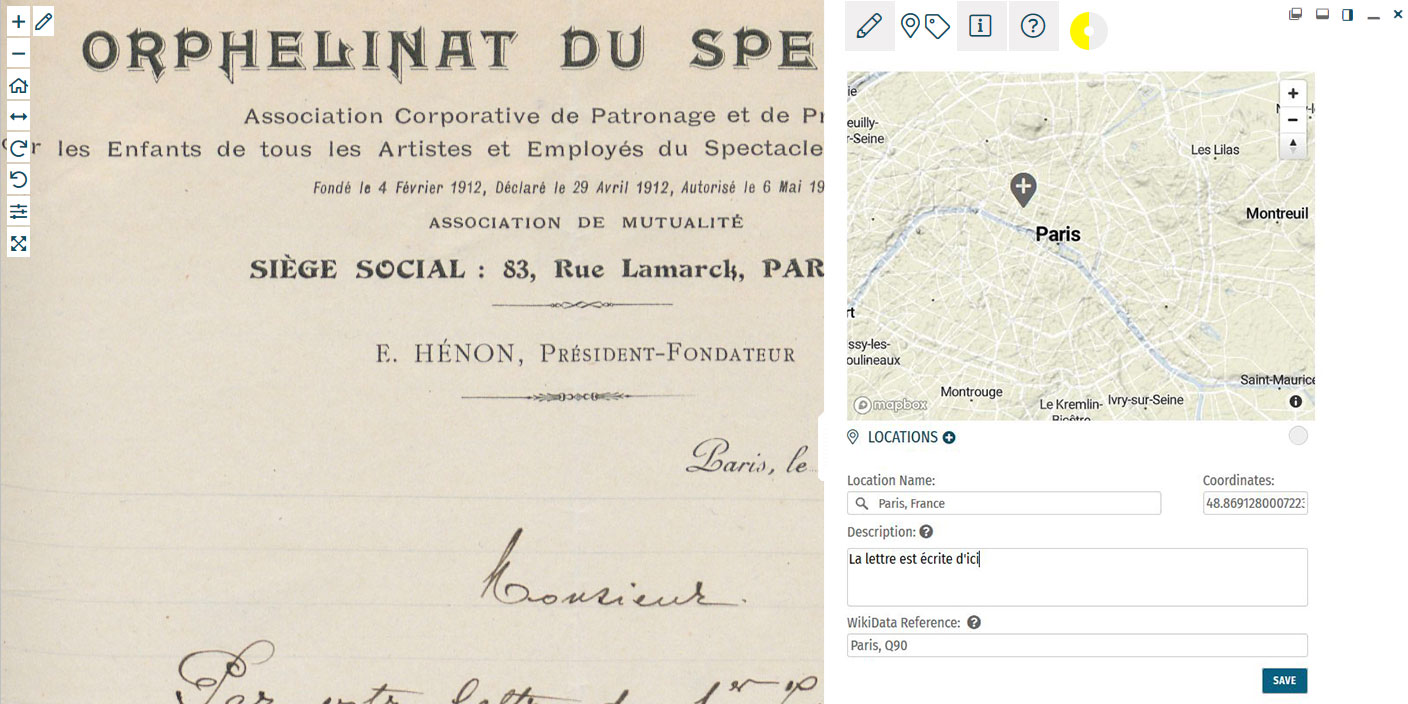 ORPHELINAT DU SPE
Association Corporative de Patronage et de Pr
r les Enfants de tous les Artistes et Employés du Spectacle
Fondé le 4 Février 1912, Déclaré le 29 Avril 1912, Autorisé le 6 Mai 19
ASSOCIATION DE MUTUALITÉ
SIÈGE SOCIAL : 83, Rue Lamarck, PAR
E. HÉNON, PRÉSIDENT-FONDATEUR
Paris, le
Monsieur.
Par votre lettre du 1er
ie
euilly-
r-Seine
N y-l
Les Lilas
Montreuil
Paris
rt
ssy-les-
oulineaux
Montrouge
Le Kremlin-
Bicêtre
Ivry-sur-Seine
Saint-Maurice
mapbox
LOCATIONS
Location Name:
Coordinates:
Paris, France
48.8691280007223
Description:
La lettre est écrite d'ici
WikiData Reference:
Paris, Q90
SAVE